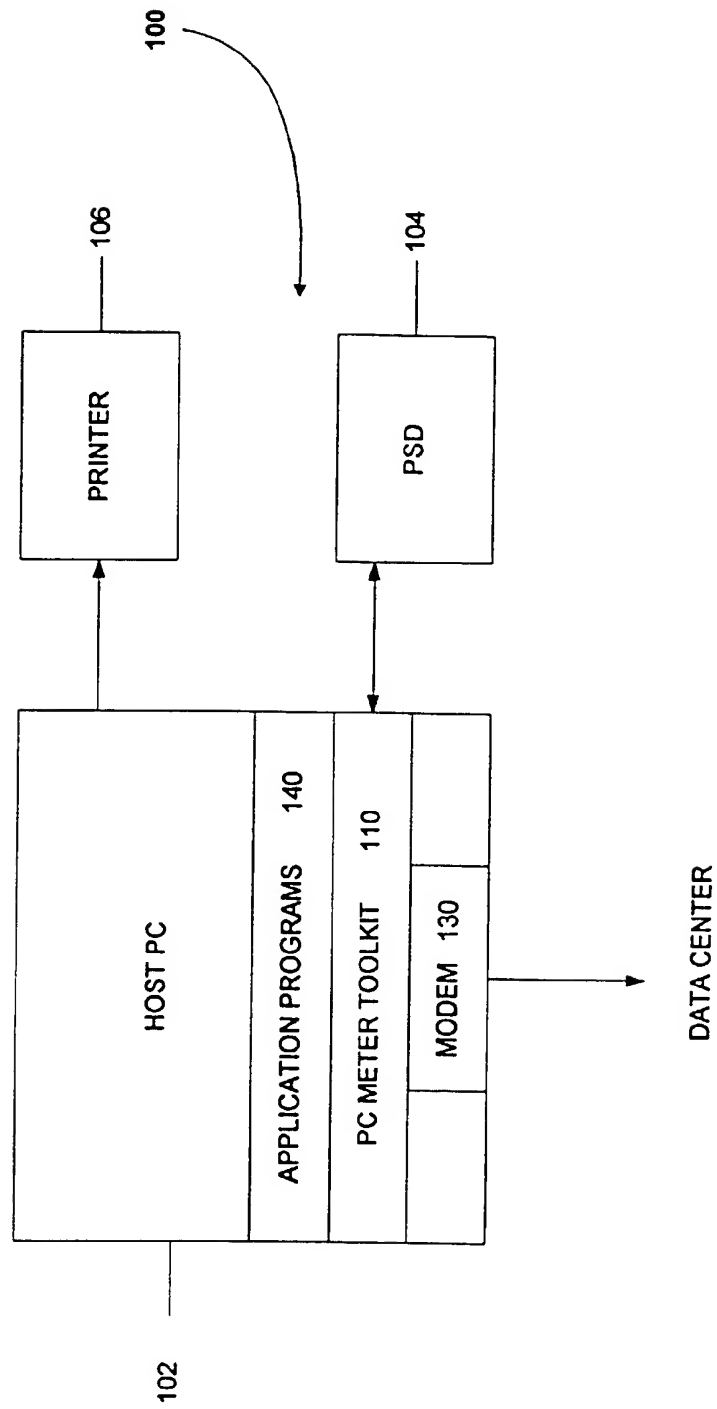 100
PRINTER
106
PSD
104
HOST PC
102
APPLICATION PROGRAMS 140
PC METER TOOLKIT 110
MODEM 130
DATA CENTER